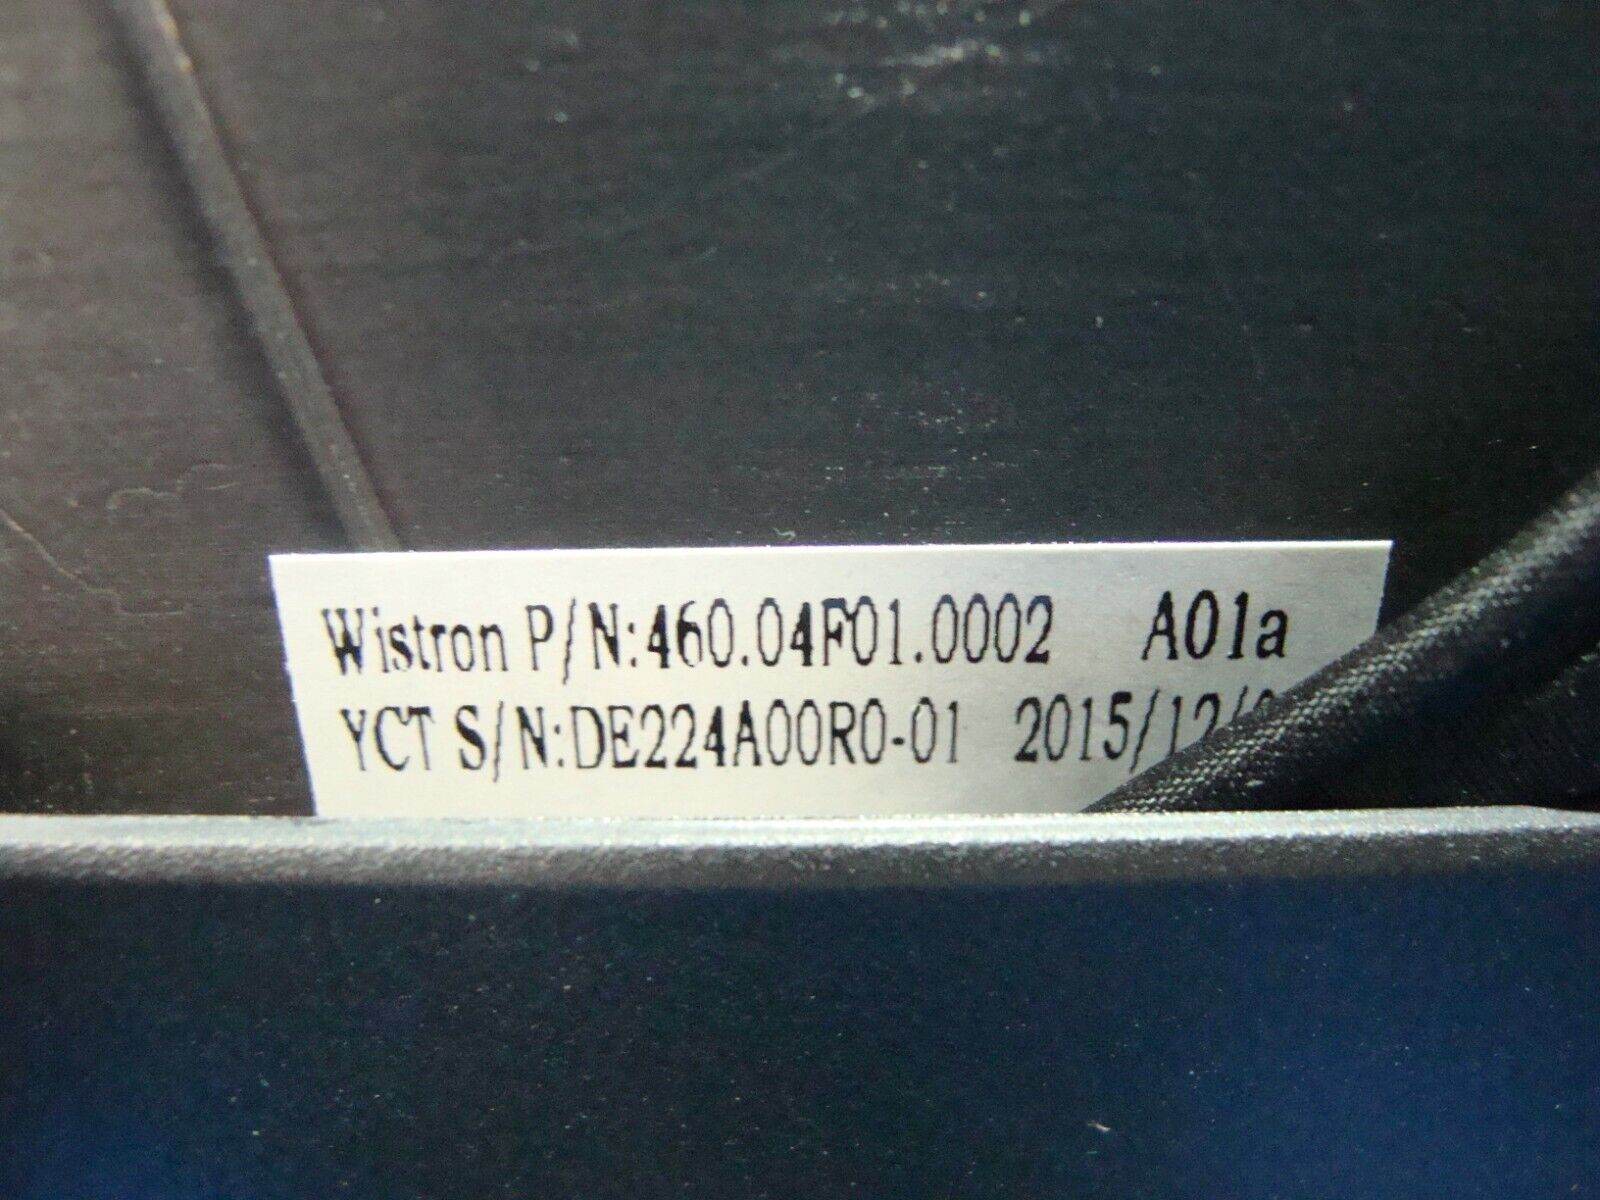 Wistron P/N:460.04F01.0002 A01a
YCT S/N:DE224A00R0-01 2015/12/